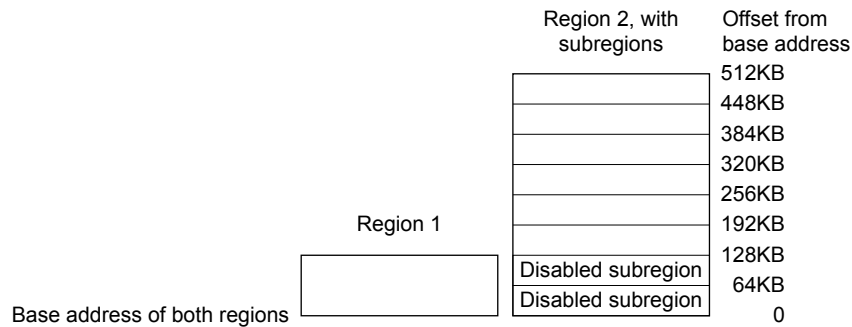 Region 2, with
subregions
Offset from
base address
512KB
448KB
384KB
320KB
256KB
192KB
Region 1
128KB
Disabled subregion
64KB
Disabled subregion
Base address of both regions
0